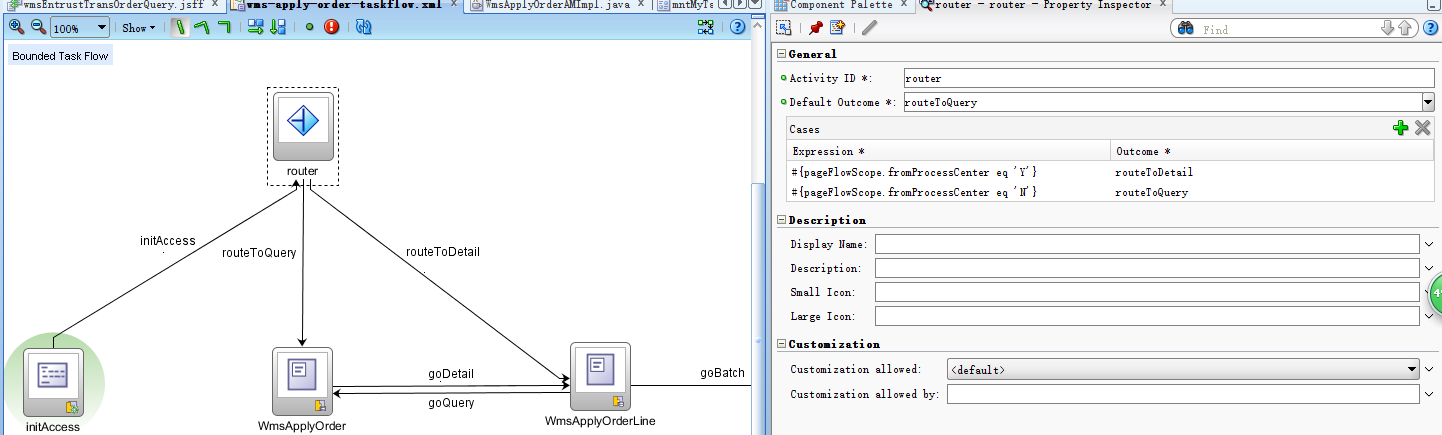 wmsEntrustTransOrderQuery.jsff
wms-apply-order-taskflow.xml
WmsApplyOrderAMImpl.java
mntMyTs
100%
Show
Bounded Task Flow
router
initAccess
routeToQuery
routeToDetail
goDetail
goQuery
goBatch
initAccess
WmsApplyOrder
WmsApplyOrderLine
Component Palette
router - router - Property Inspector
Find
General
Activity ID *:
router
Default Outcome *:
routeToQuery
Cases
Expression *
Outcome *
#{pageFlowScope.fromProcessCenter eq 'Y'}
routeToDetail
#{pageFlowScope.fromProcessCenter eq 'N'}
routeToQuery
Description
Display Name:
Description:
Small Icon:
Large Icon:
Customization
Customization allowed:
<default>
Customization allowed by: